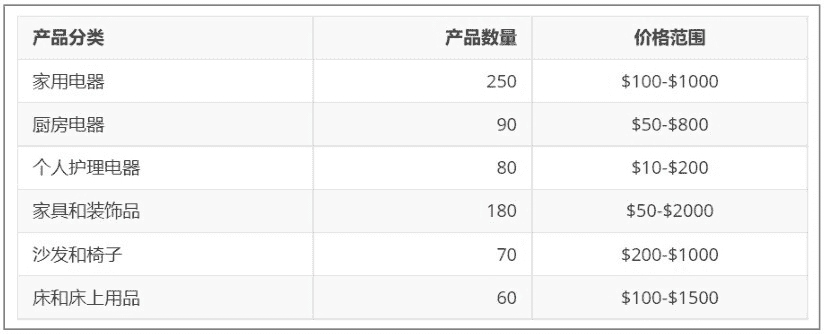 产品分类 产品数量 价格范围
家用电器 250 $100-$1000
厨房电器 90 $50-$800
个人护理电器 80 $10-$200
家具和装饰品 180 $50-$2000
沙发和椅子 70 $200-$1000
床和床上用品 60 $100-$1500